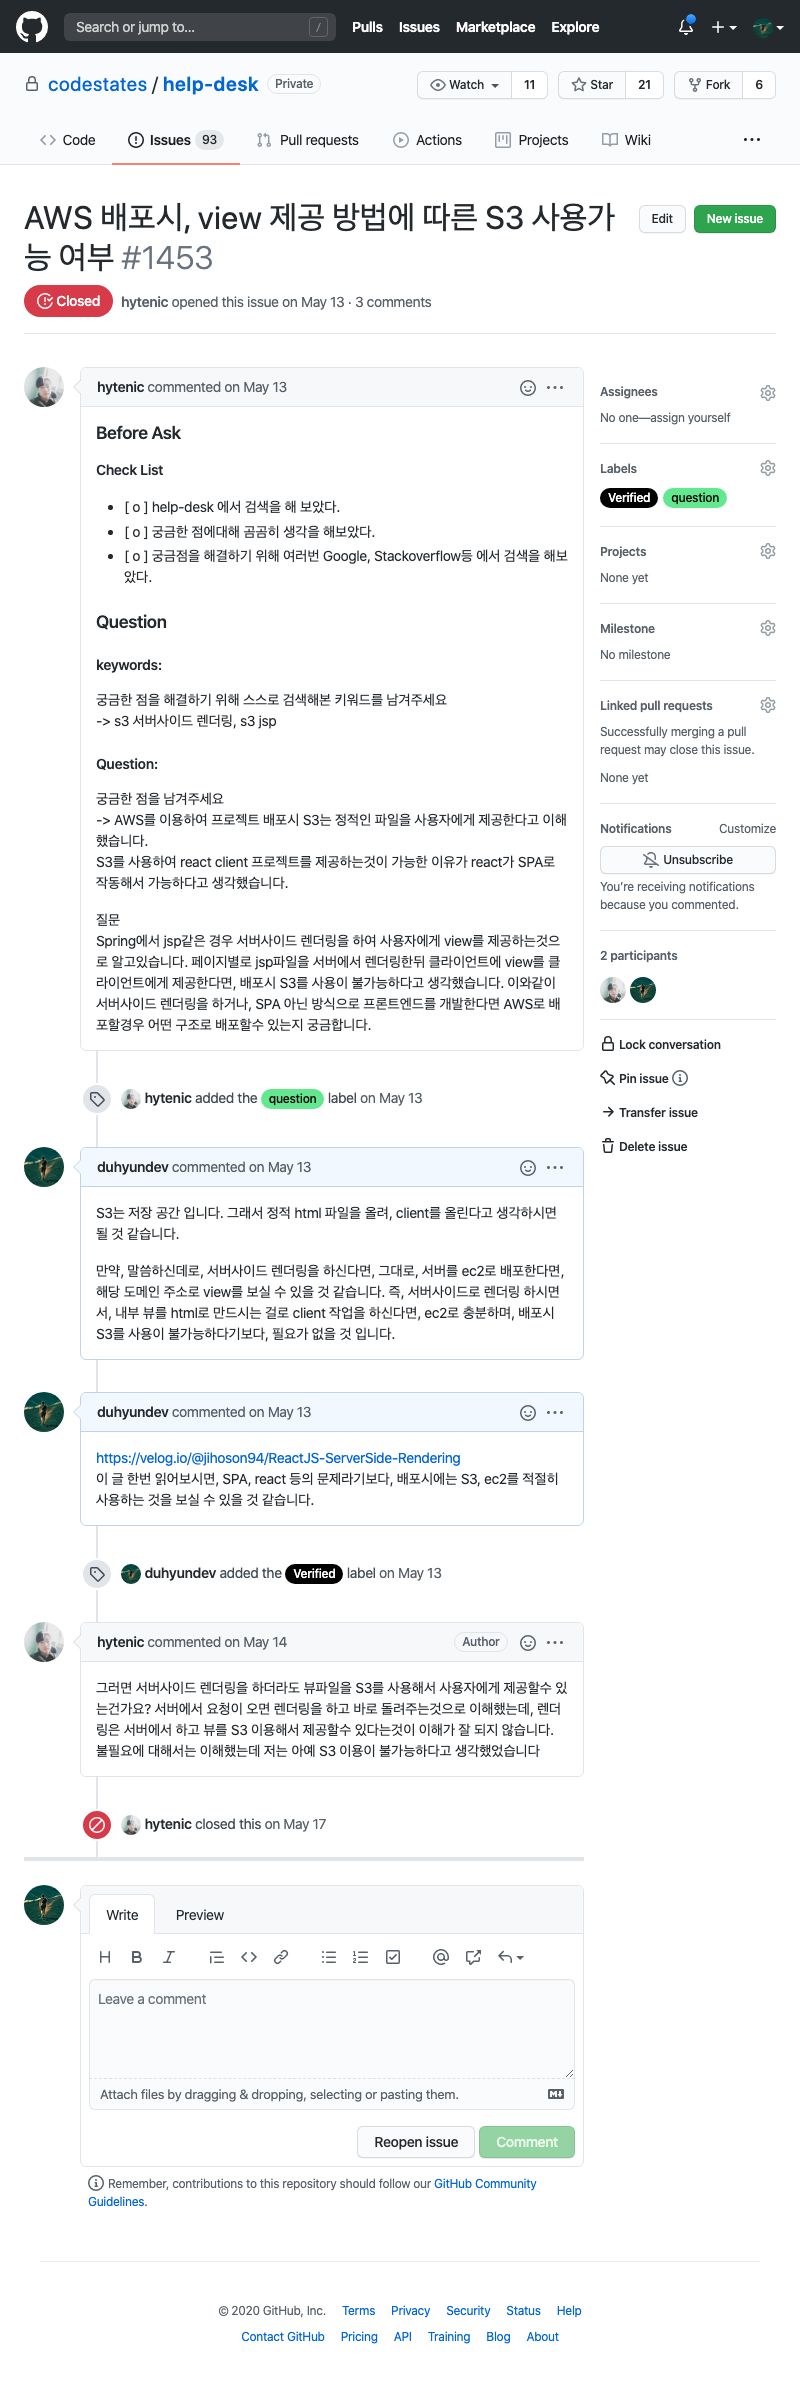 Search or jump to... /
Pulls Issues Marketplace Explore
codestates / help-desk Private
Watch 11 Star 21 Fork 6
Code Issues 93 Pull requests Actions Projects Wiki
AWS 배포시, view 제공 방법에 따른 S3 사용가
능 여부 #1453
Edit New issue
Closed hytenic opened this issue on May 13 · 3 comments
hytenic commented on May 13
Before Ask
Check List
[ o ] help-desk 에서 검색을 해 보았다.
[ o ] 궁금한 점에대해 곰곰히 생각을 해보았다.
[ o ] 궁금점을 해결하기 위해 여러번 Google, Stackoverflow등 에서 검색을 해보
았다.
Question
keywords:
궁금한 점을 해결하기 위해 스스로 검색해본 키워드를 남겨주세요
-> s3 서버사이드 렌더링, s3 jsp
Question:
궁금한 점을 남겨주세요
-> AWS를 이용하여 프로젝트 배포시 S3는 정적인 파일을 사용자에게 제공한다고 이해
했습니다.
S3를 사용하여 react client 프로젝트를 제공하는것이 가능한 이유가 react가 SPA로
작동해서 가능하다고 생각했습니다.
질문
Spring에서 jsp같은 경우 서버사이드 렌더링을 하여 사용자에게 view를 제공하는것으
로 알고있습니다. 페이지별로 jsp파일을 서버에서 렌더링한뒤 클라이언트에 view를 클
라이언트에게 제공한다면, 배포시 S3를 사용이 불가능하다고 생각했습니다. 이와같이
서버사이드 렌더링을 하거나, SPA 아닌 방식으로 프론트엔드를 개발한다면 AWS로 배
포할경우 어떤 구조로 배포할수 있는지 궁금합니다.
Assignees
No one—assign yourself
Labels
Verified question
Projects
None yet
Milestone
No milestone
Linked pull requests
Successfully merging a pull
request may close this issue.
None yet
Notifications Customize
Unsubscribe
You're receiving notifications
because you commented.
2 participants
Lock conversation
Pin issue
Transfer issue
Delete issue
hytenic added the question label on May 13
duhyundev commented on May 13
S3는 저장 공간 입니다. 그래서 정적 html 파일을 올려, client를 올린다고 생각하시면
될 것 같습니다.
만약, 말씀하신데로, 서버사이드 렌더링을 하신다면, 그대로, 서버를 ec2로 배포한다면,
해당 도메인 주소로 view를 보실 수 있을 것 같습니다. 즉, 서버사이드로 렌더링 하시면
서, 내부 뷰를 html로 만드시는 걸로 client 작업을 하신다면, ec2로 충분하며, 배포시
S3를 사용이 불가능하다기보다, 필요가 없을 것 입니다.
duhyundev commented on May 13
https://velog.io/@jihoson94/ReactJS-ServerSide-Rendering
이 글 한번 읽어보시면, SPA, react 등의 문제라기보다, 배포시에는 S3, ec2를 적절히
사용하는 것을 보실 수 있을 것 같습니다.
duhyundev added the Verified label on May 13
hytenic commented on May 14 Author
그러면 서버사이드 렌더링을 하더라도 뷰파일을 S3를 사용해서 사용자에게 제공할수 있
는건가요? 서버에서 요청이 오면 렌더링을 하고 바로 돌려주는것으로 이해했는데, 렌더
링은 서버에서 하고 뷰를 S3 이용해서 제공할수 있다는것이 이해가 잘 되지 않습니다.
불필요에 대해서는 이해했는데 저는 아예 S3 이용이 불가능하다고 생각했었습니다
hytenic closed this on May 17
Write Preview
Leave a comment
Attach files by dragging & dropping, selecting or pasting them.
Reopen issue Comment
Remember, contributions to this repository should follow our GitHub Community
Guidelines.
© 2020 GitHub, Inc. Terms Privacy Security Status Help
Contact GitHub Pricing API Training Blog About